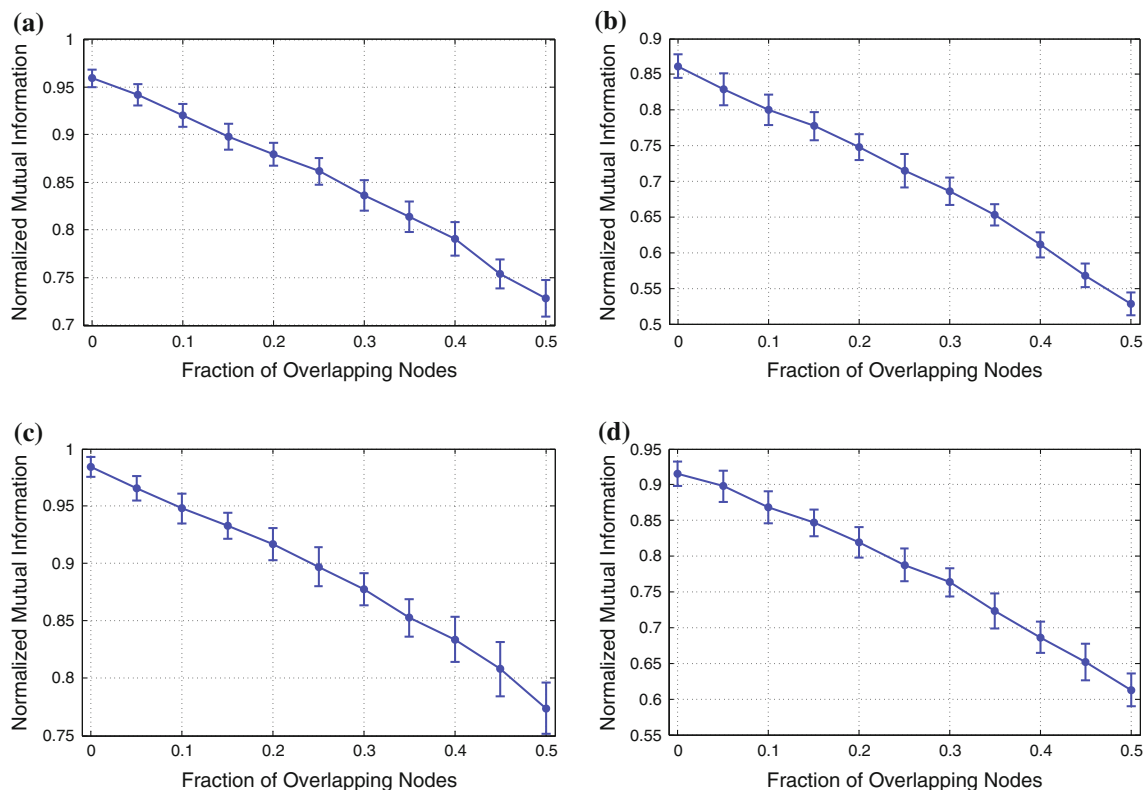 (a)
Normalized Mutual Information
1
0.95
0.9
0.85
0.8
0.75
0.7
0 0.1 0.2 0.3 0.4 0.5
Fraction of Overlapping Nodes
(b)
Normalized Mutual Information
0.9
0.85
0.8
0.75
0.7
0.65
0.6
0.55
0.5
0 0.1 0.2 0.3 0.4 0.5
Fraction of Overlapping Nodes
(c)
Normalized Mutual Information
1
0.95
0.9
0.85
0.8
0.75
0 0.1 0.2 0.3 0.4 0.5
Fraction of Overlapping Nodes
(d)
Normalized Mutual Information
0.95
0.9
0.85
0.8
0.75
0.7
0.65
0.6
0.55
0 0.1 0.2 0.3 0.4 0.5
Fraction of Overlapping Nodes